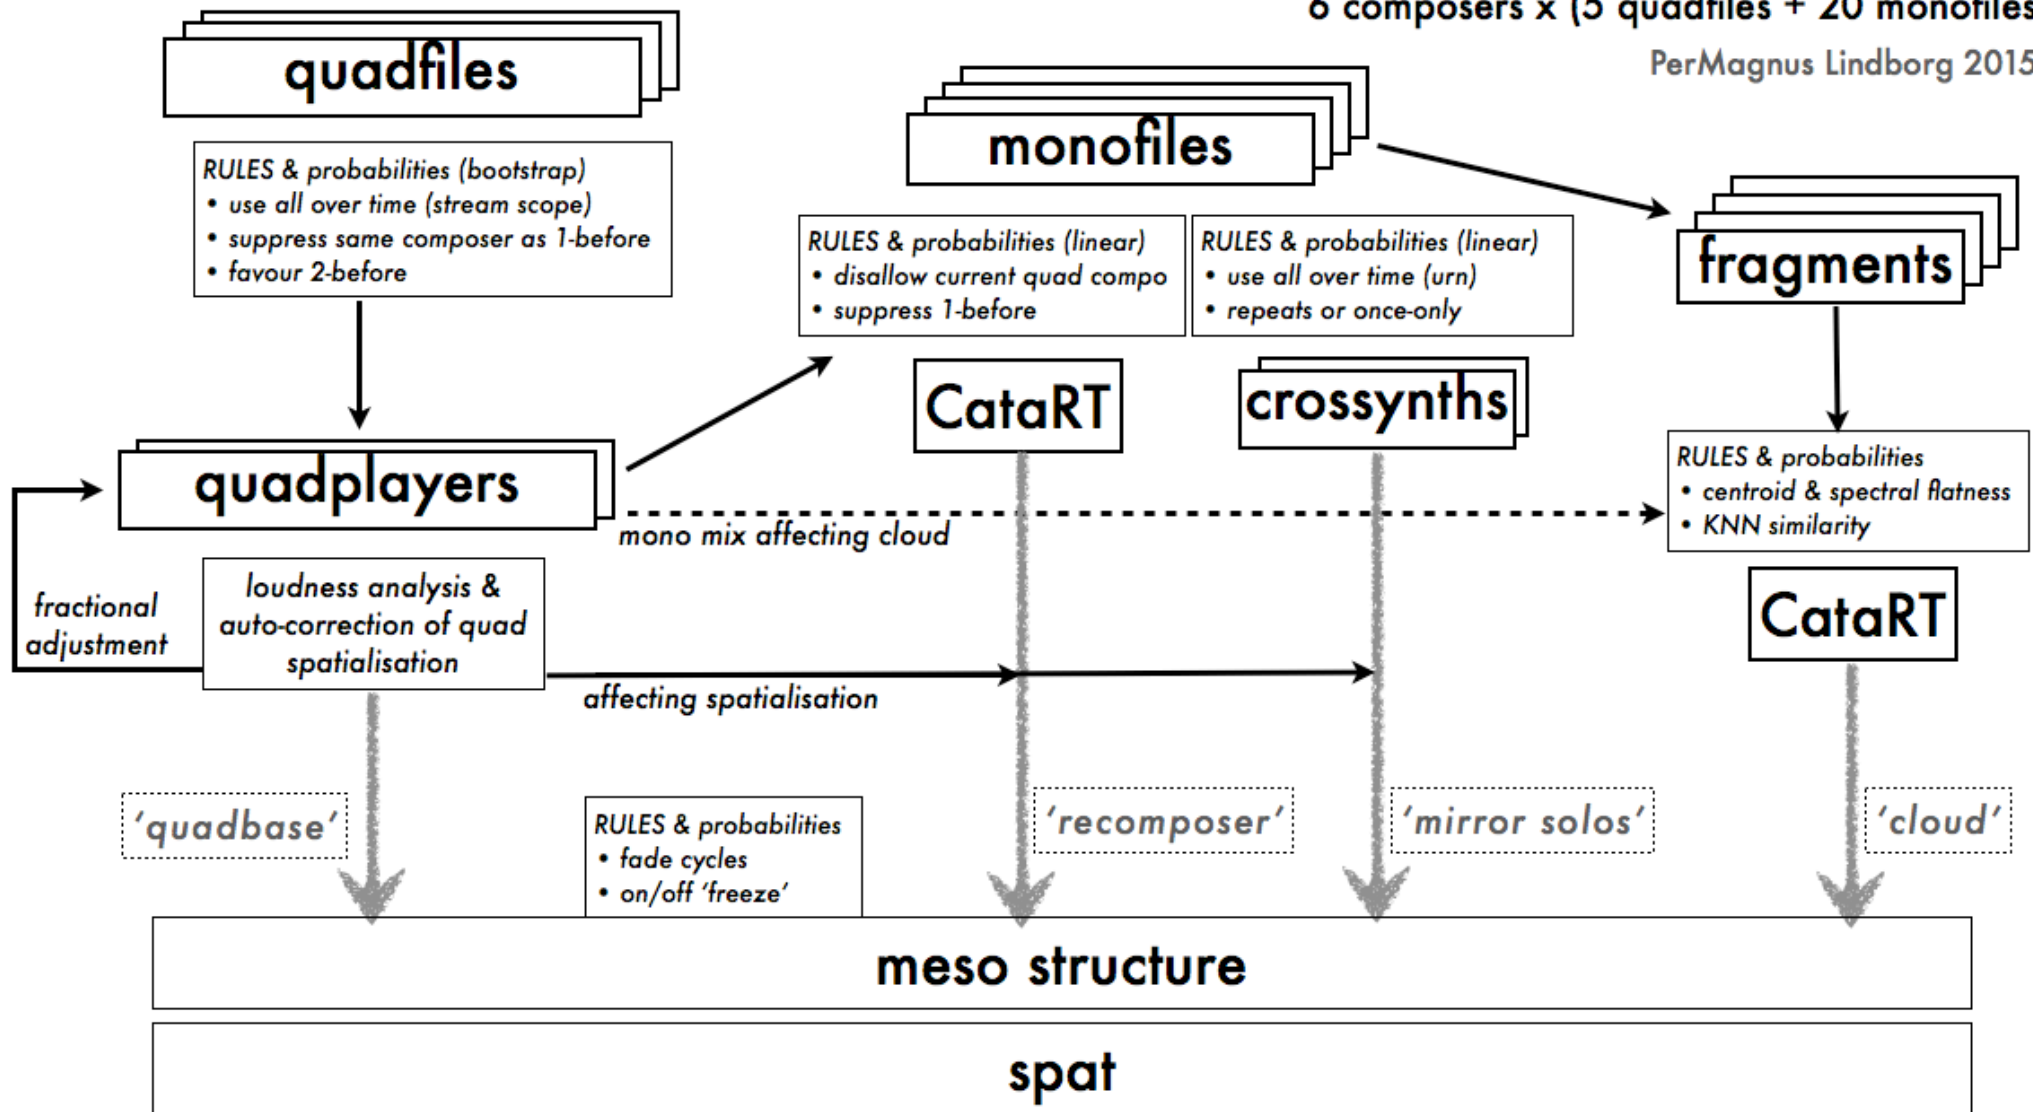 6 composers x (5 quadfiles + 20 monofiles
PerMagnus Lindborg 2015
quadfiles
RULES & probabilities (bootstrap)
• use all over time (stream scope)
• suppress same composer as 1-before
• favour 2-before
monofiles
RULES & probabilities (linear)
• disallow current quad compo
• suppress 1-before
RULES & probabilities (linear)
• use all over time (urn)
• repeats or once-only
fragments
CataRT
crossynths
quadplayers
mono mix affecting cloud
RULES & probabilities
• centroid & spectral flatness
• KNN similarity
CataRT
fractional
adjustment
loudness analysis &
auto-correction of quad
spatialisation
affecting spatialisation
'quadbase'
RULES & probabilities
• fade cycles
• on/off 'freeze'
'recomposer'
'mirror solos'
'cloud'
meso structure
spat